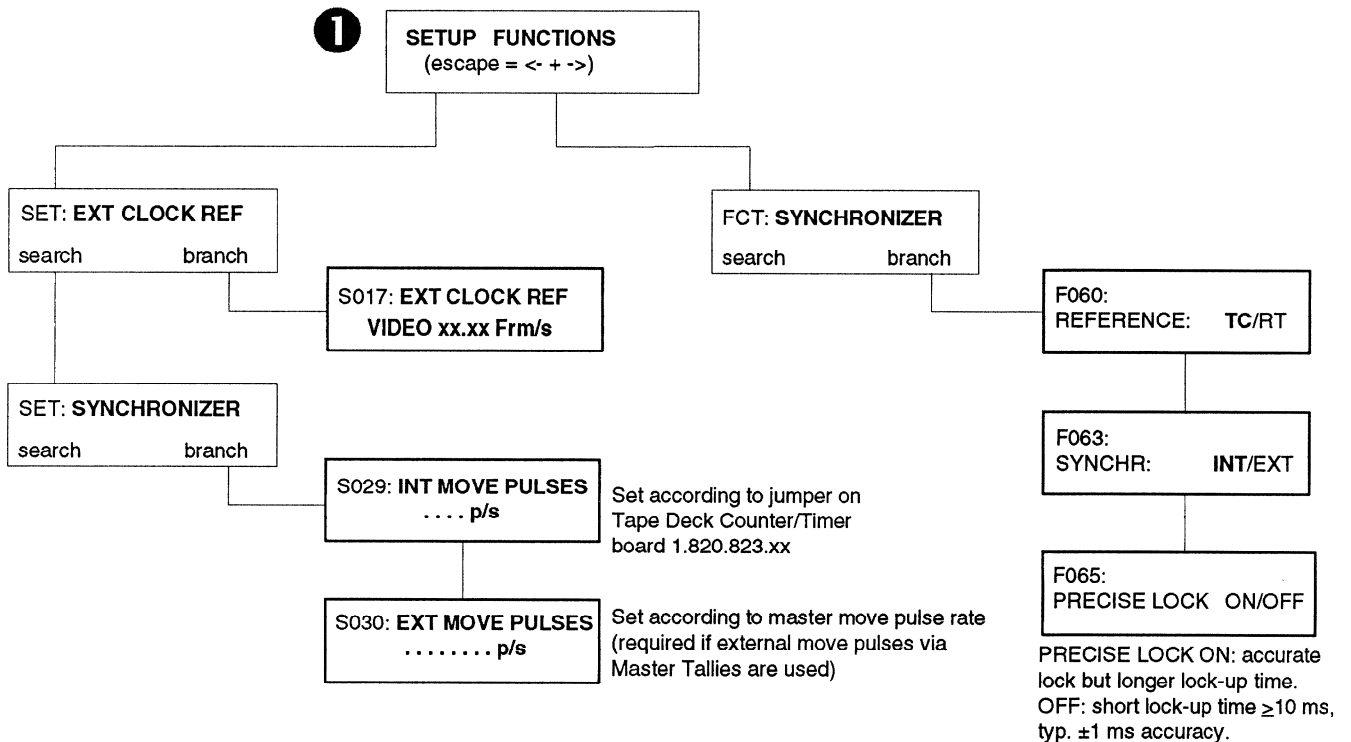 1
SETUP FUNCTIONS
(escape = <- + ->)
SET: EXT CLOCK REF
search branch
S017: EXT CLOCK REF
VIDEO xx.xx Frm/s
SET: SYNCHRONIZER
search branch
S029: INT MOVE PULSES
. . . . p/s
Set according to jumper on
Tape Deck Counter/Timer
board 1.820.823.xx
S030: EXT MOVE PULSES
. . . . . . . . p/s
Set according to master move pulse rate
(required if external move pulses via
Master Tallies are used)
FCT: SYNCHRONIZER
search branch
F060:
REFERENCE: TC/RT
F063:
SYNCHR: INT/EXT
F065:
PRECISE LOCK ON/OFF
PRECISE LOCK ON: accurate
lock but longer lock-up time.
OFF: short lock-up time ≥10 ms,
typ. ±1 ms accuracy.